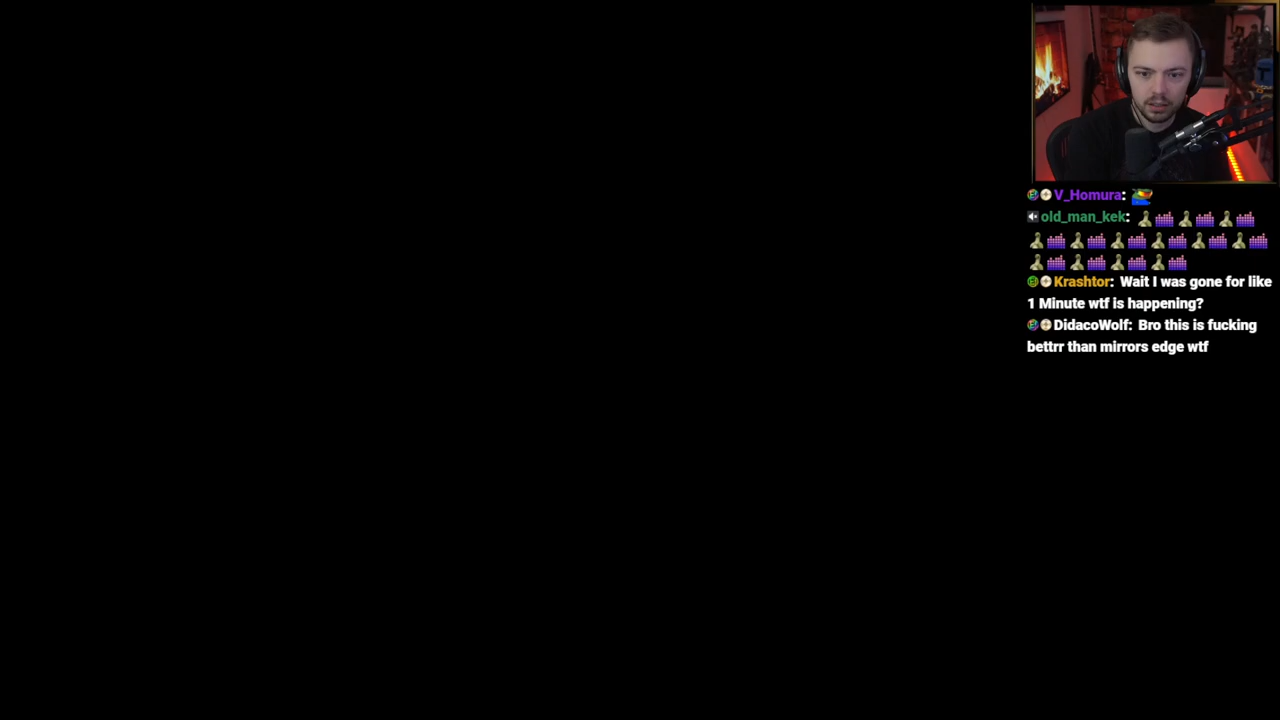 V_Homura:
old_man_kek:
Krashtor: Wait I was gone for like
1 Minute wtf is happening?
DidacoWolf: Bro this is fucking
bettrr than mirrors edge wtf